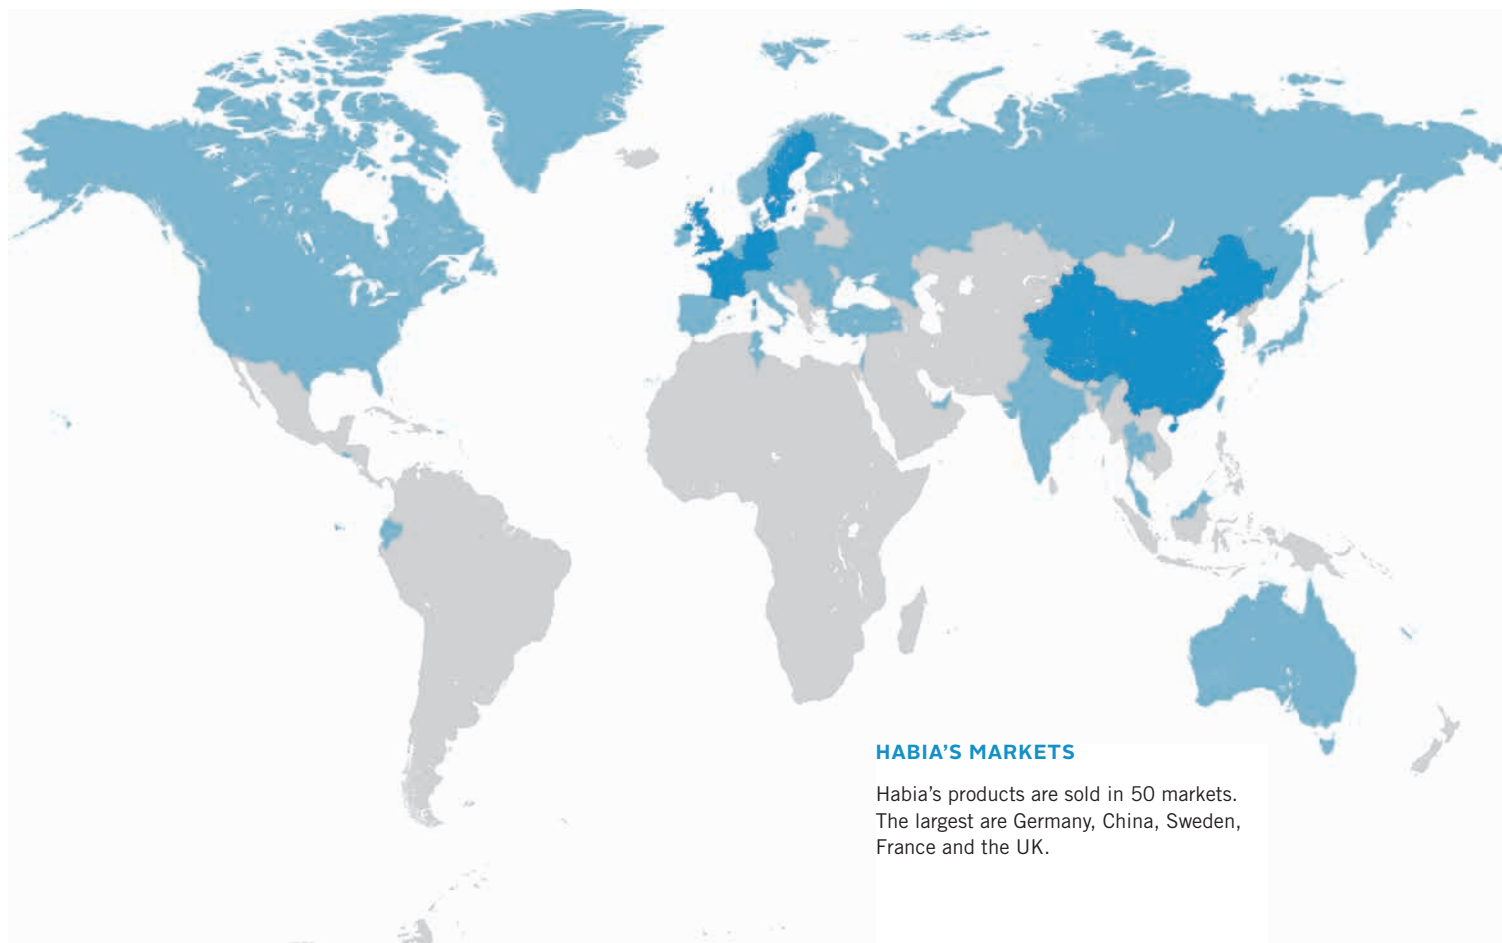 HABIA’S MARKETS
Habia’s products are sold in 50 markets.
The largest are Germany, China, Sweden,
France and the UK.